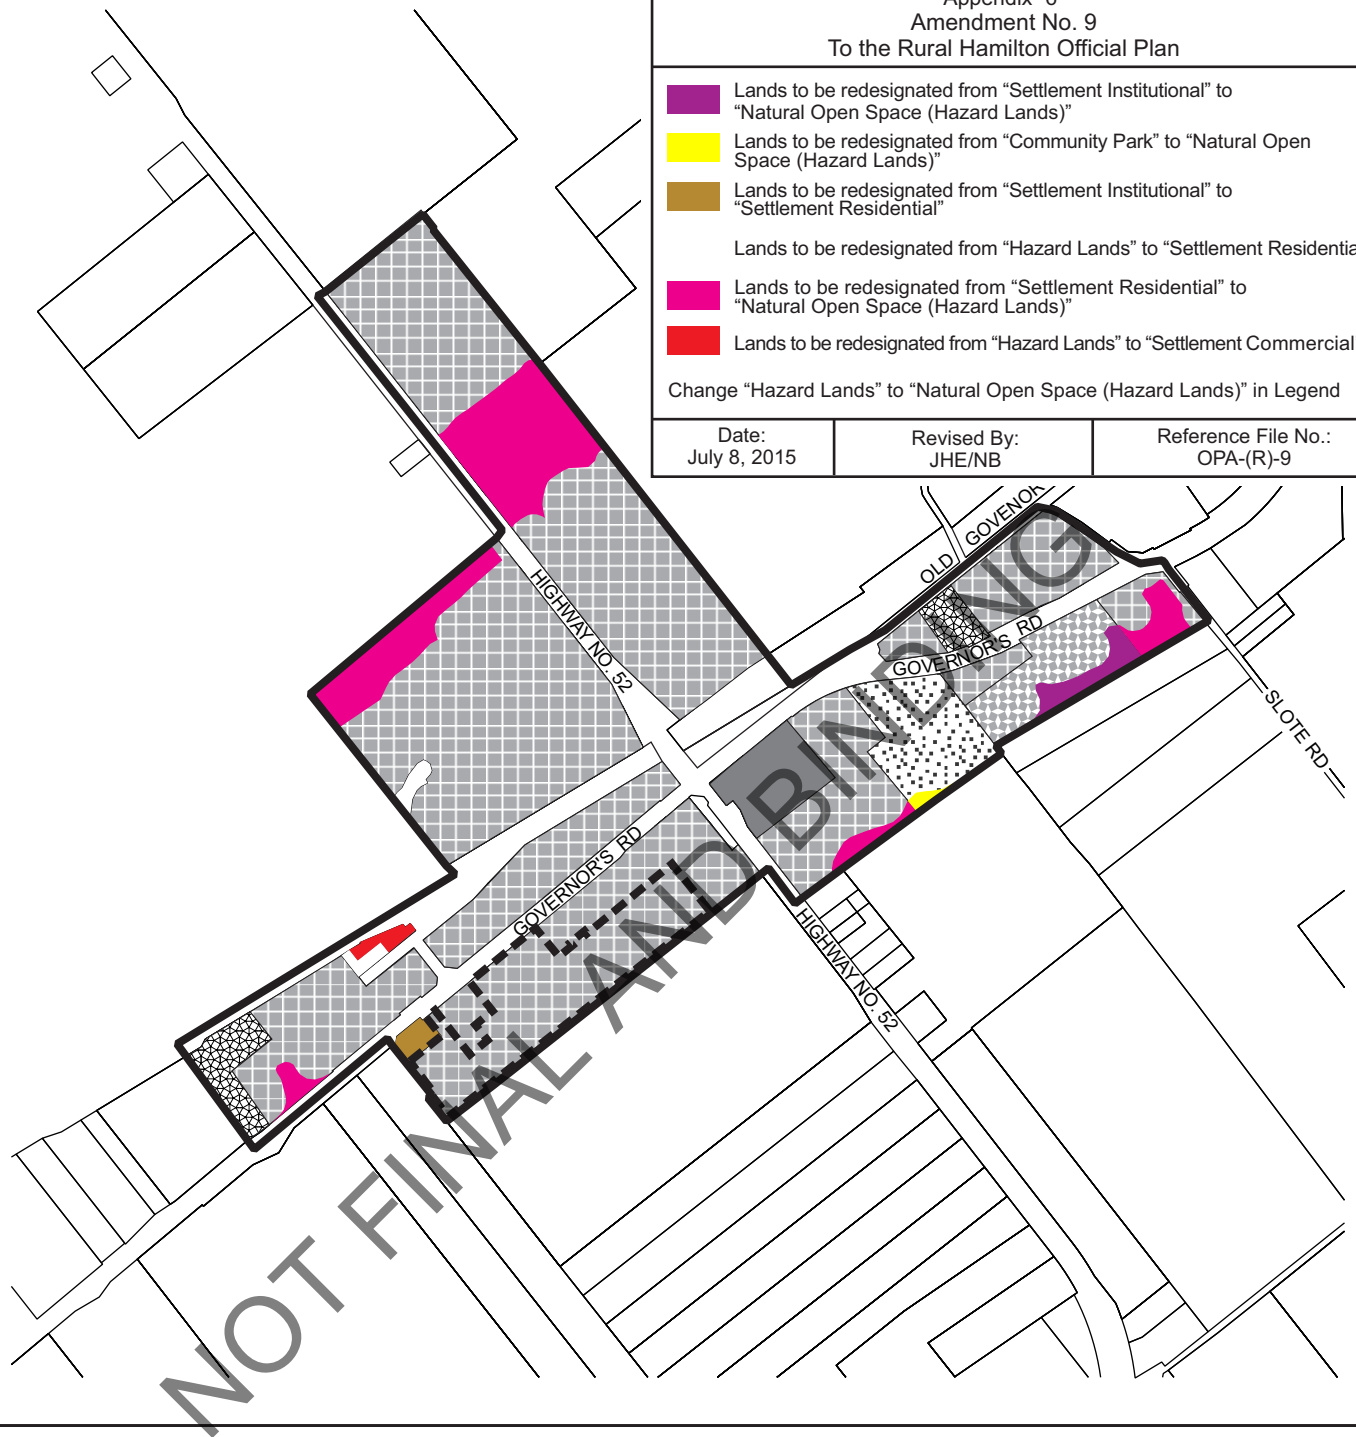 Amendment No. 9
To the Rural Hamilton Official Plan
Lands to be redesignated from “Settlement Institutional” to
“Natural Open Space (Hazard Lands)”
Lands to be redesignated from “Community Park” to “Natural Open
Space (Hazard Lands)”
Lands to be redesignated from “Settlement Institutional” to
“Settlement Residential”
Lands to be redesignated from “Hazard Lands” to “Settlement
Lands to be redesignated from “Settlement Residential” to
“Natural Open Space (Hazard Lands)”
Lands to be redesignated from “Hazard Lands” to “Settlement Commercial
Change “Hazard Lands” to “Natural Open Space (Hazard Lands)” in Legend
Date:
July 8, 2015
Revised By:
JHE/NB
Reference File No.:
OPA-(R)-9
OLD GOVENOR
HIGHWAY NO. 52
GOVERNOR'S RD
SLOTE RD
GOVERNOR'S RD
HIGHWAY NO. 52
NOT FINAL AND BINDING